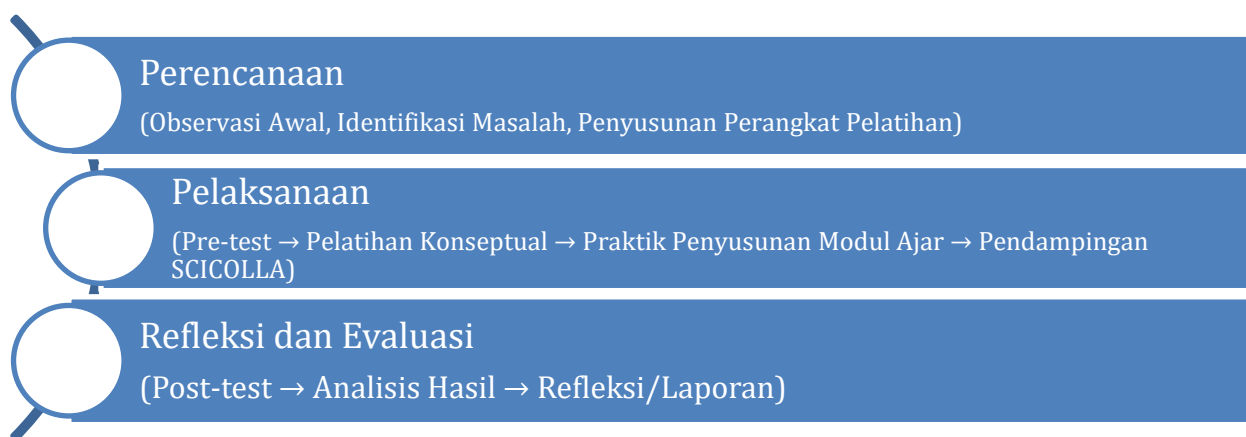 Perencanaan
(Observasi Awal, Identifikasi Masalah, Penyusunan Perangkat Pelatihan)
Pelaksanaan
(Pre-test → Pelatihan Konseptual → Praktik Penyusunan Modul Ajar → Pendampingan
SCICOLLA)
Refleksi dan Evaluasi
(Post-test → Analisis Hasil → Refleksi/Laporan)